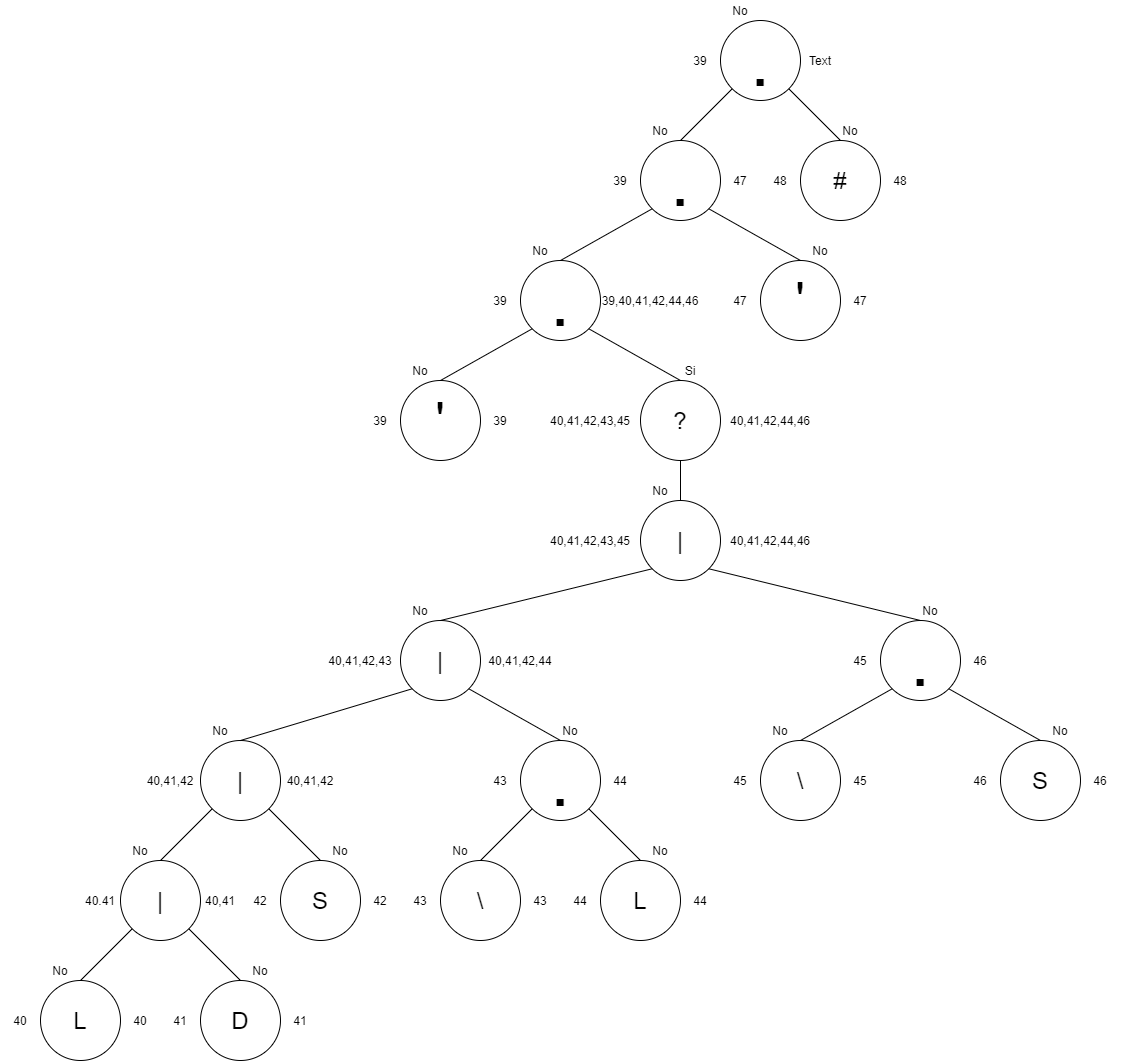 No
39 . Text
No No
39 . 47 48 # 48
No No
39 . 39,40,41,42,44,46 47 ' 47
No Si
39 ' 39 40,41,42,43,45 ? 40,41,42,44,46
No
40,41,42,43,45 | 40,41,42,44,46
No No
40,41,42,43 | 40,41,42,44 45 . 46
No No No No
40,41,42 | 40,41,42 43 . 44 45 \ 45 46 S 46
No No No No
40.41 | 40,41 42 S 42 43 \ 43 44 L 44
No No
40 L 40 41 D 41